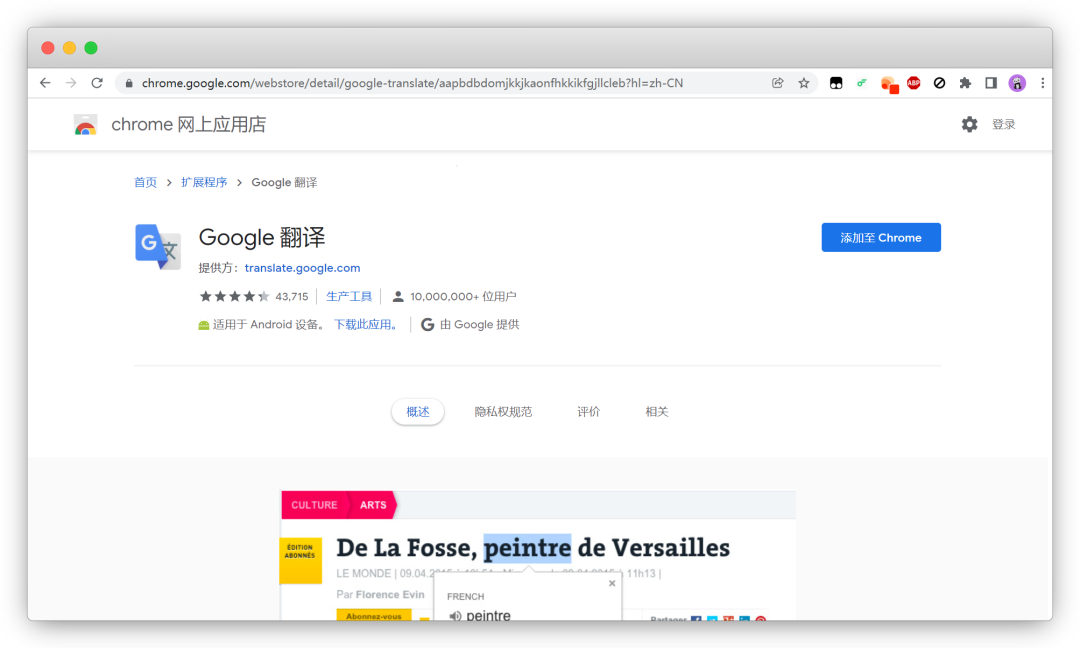 chrome.google.com/webstore/detail/google-translate/aapbdbdomjkkjkaonfhkkikfgjllcleb?hl=zh-CN
ABP
chrome 网上应用店
登录
首页 > 扩展程序 > Google 翻译
G 文
Google 翻译
添加至 Chrome
提供方: translate.google.com
43,715 生产工具 10,000,000+ 位用户
适用于 Android 设备。 下载此应用。 G 由 Google 提供
概述 隐私权规范 评价 相关
CULTURE ARTS
ÉDITION
ABONNÉS
De La Fosse, peintre de Versailles
LE MONDE | 09.04. à 11h13 |
Par Florence Evin
FRENCH
Abonnez-vous
peintre
Partager